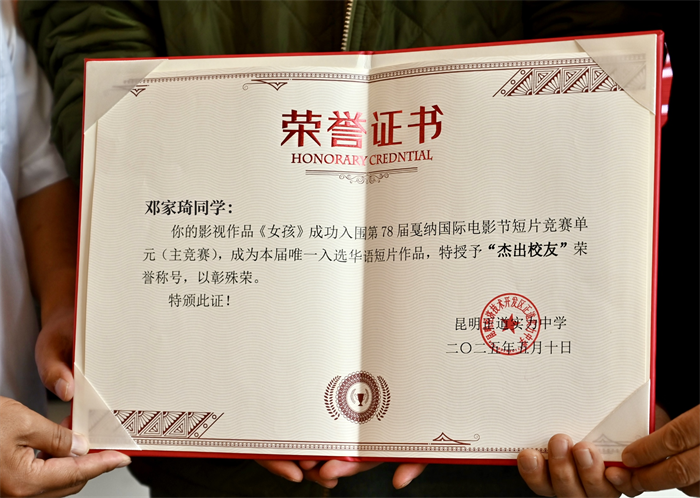 荣誉证书
HONORARY CREDNTIAL
邓家琦同学：
你的影视作品《女孩》成功入围第78届戛纳国际电影节短片竞赛单
元（主竞赛），成为本届唯一入选华语短片作品，特授予“杰出校友”荣
誉称号，以彰殊荣。
特颁此证！
昆明正道实力中学
二〇二五年五月十日